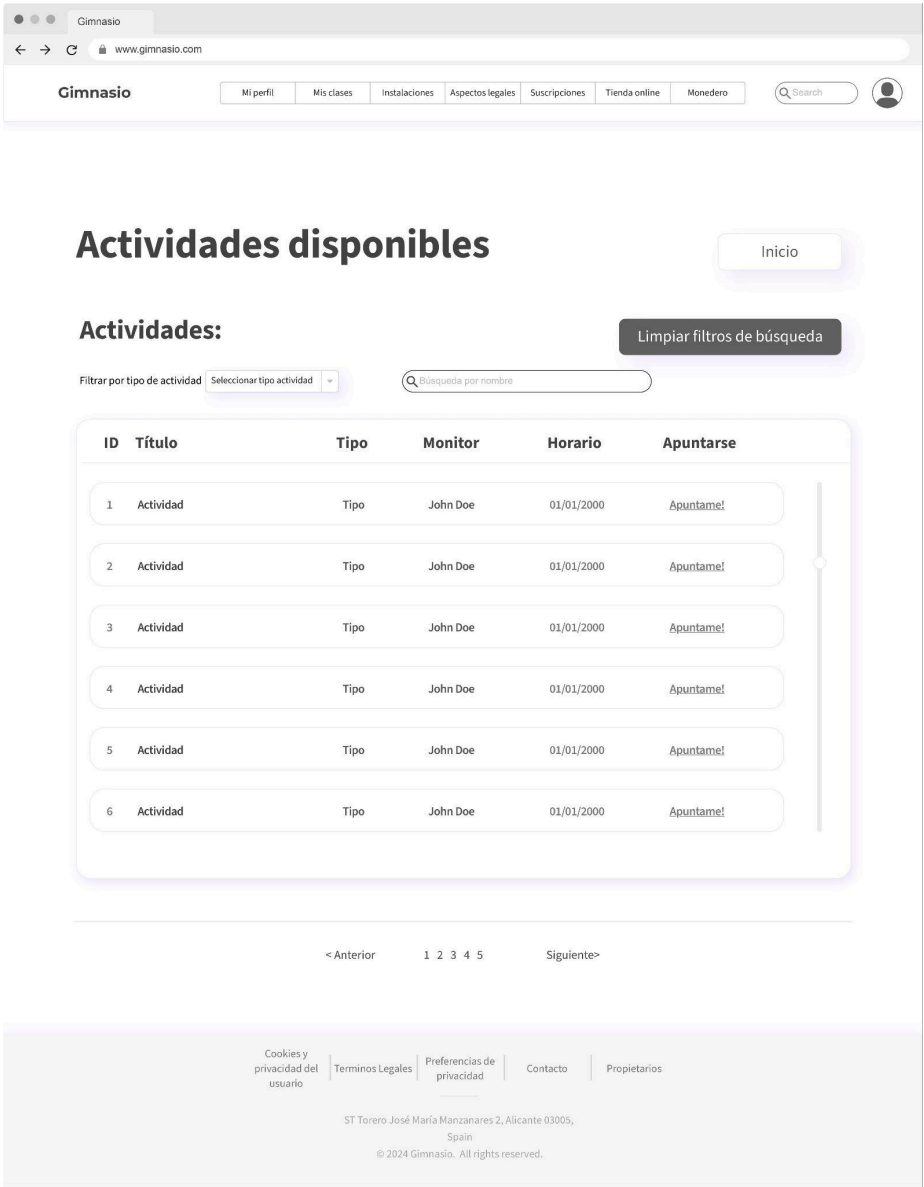 Gimnasio
www.gimnasio.com
Gimnasio
Mi perfil Mis clases Instalaciones Aspectos legales Suscripciones Tienda online Monedero Search
Actividades disponibles
Inicio
Actividades:
Limpiar filtros de búsqueda
Filtrar por tipo de actividad Seleccionar tipo actividad Búsqueda por nombre
ID Título Tipo Monitor Horario Apuntarse
1 Actividad Tipo John Doe 01/01/2000 Apuntame!
2 Actividad Tipo John Doe 01/01/2000 Apuntame!
3 Actividad Tipo John Doe 01/01/2000 Apuntame!
4 Actividad Tipo John Doe 01/01/2000 Apuntame!
5 Actividad Tipo John Doe 01/01/2000 Apuntame!
6 Actividad Tipo John Doe 01/01/2000 Apuntame!
< Anterior 1 2 3 4 5 Siguiente>
Cookies y
privacidad del
usuario
Terminos Legales
Preferencias de
privacidad
Contacto
Propietarios
ST Torero José María Manzanares 2, Alicante 03005,
Spain
© 2024 Gimnasio. All rights reserved.